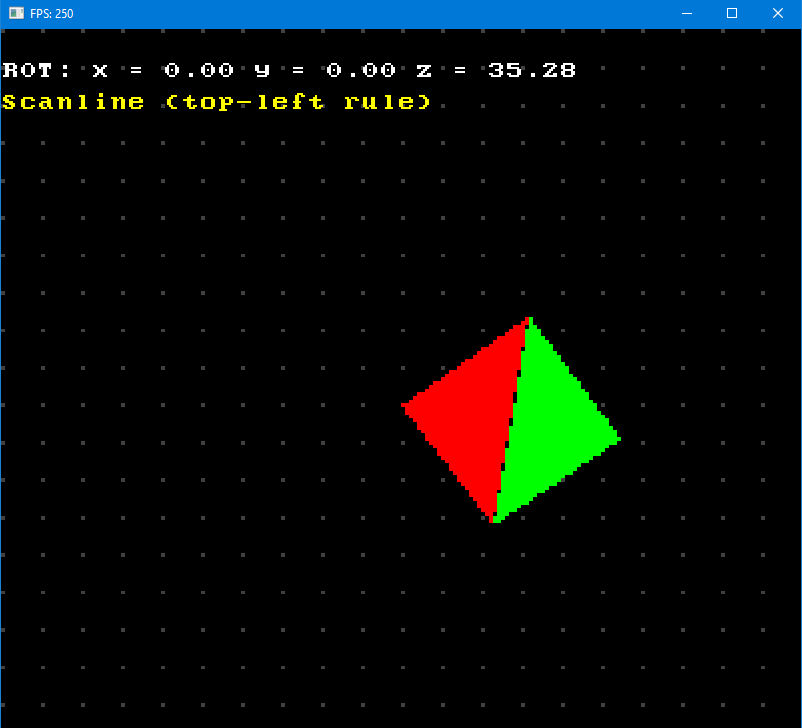 FPS: 250
ROT: x = 0.00 y = 0.00 z = 35.28
Scanline (top-left rule)